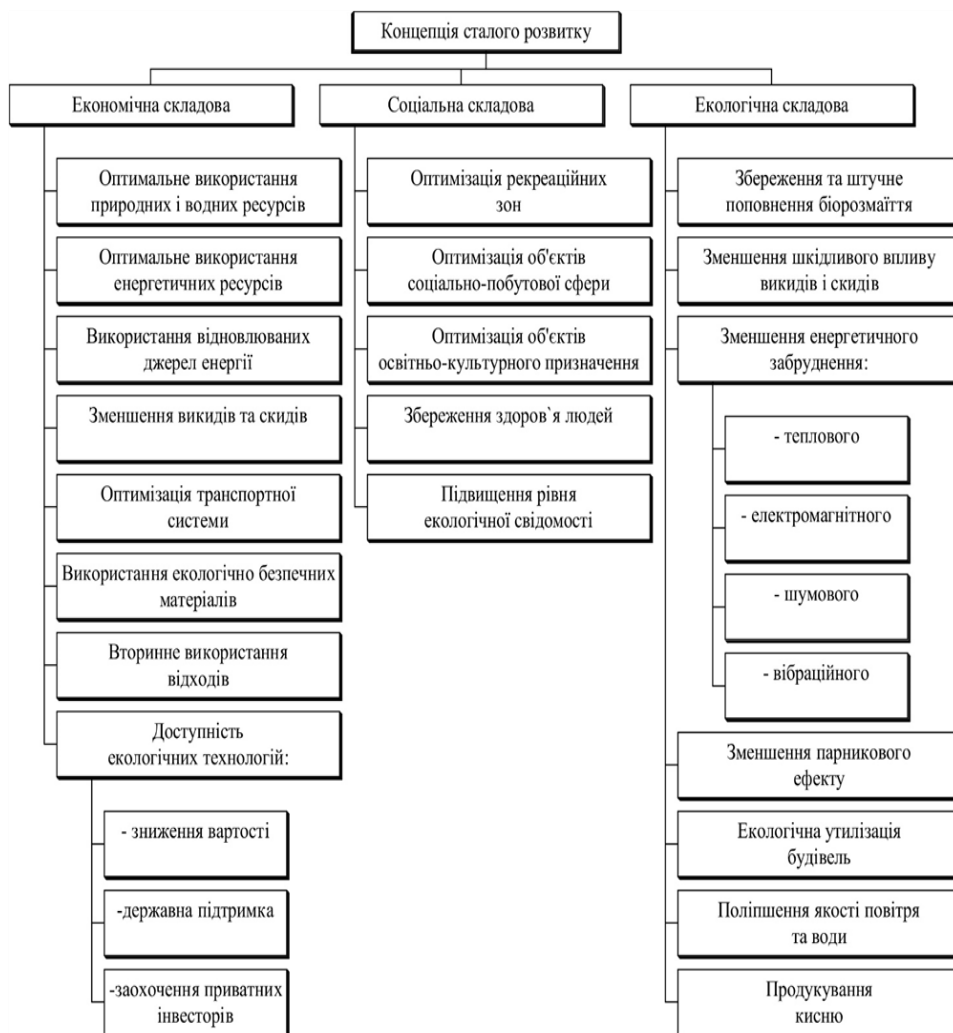 Концепція сталого розвитку
Економічна складова
Оптимальне використання
природних і водних ресурсів
Оптимальне використання
енергетичних ресурсів
Використання відновлюваних
джерел енергії
Зменшення викидів та скидів
Оптимізація транспортної
системи
Використання екологічно безпечних
матеріалів
Вторинне використання
відходів
Доступність
екологічних технологій:
- зниження вартості
-державна підтримка
-заохочення приватних
інвесторів
Соціальна складова
Оптимізація рекреаційних
зон
Оптимізація об'єктів
соціально-побутової сфери
Оптимізація об'єктів
освітньо-культурного призначення
Збереження здоров`я людей
Підвищення рівня
екологічної свідомості
Екологічна складова
Збереження та штучне
поповнення біорозмаїття
Зменшення шкідливого впливу
викидів і скидів
Зменшення енергетичного
забруднення:
- теплового
- електромагнітного
- шумового
- вібраційного
Зменшення парникового
ефекту
Екологічна утилізація
будівель
Поліпшення якості повітря
та води
Продукування
кисню